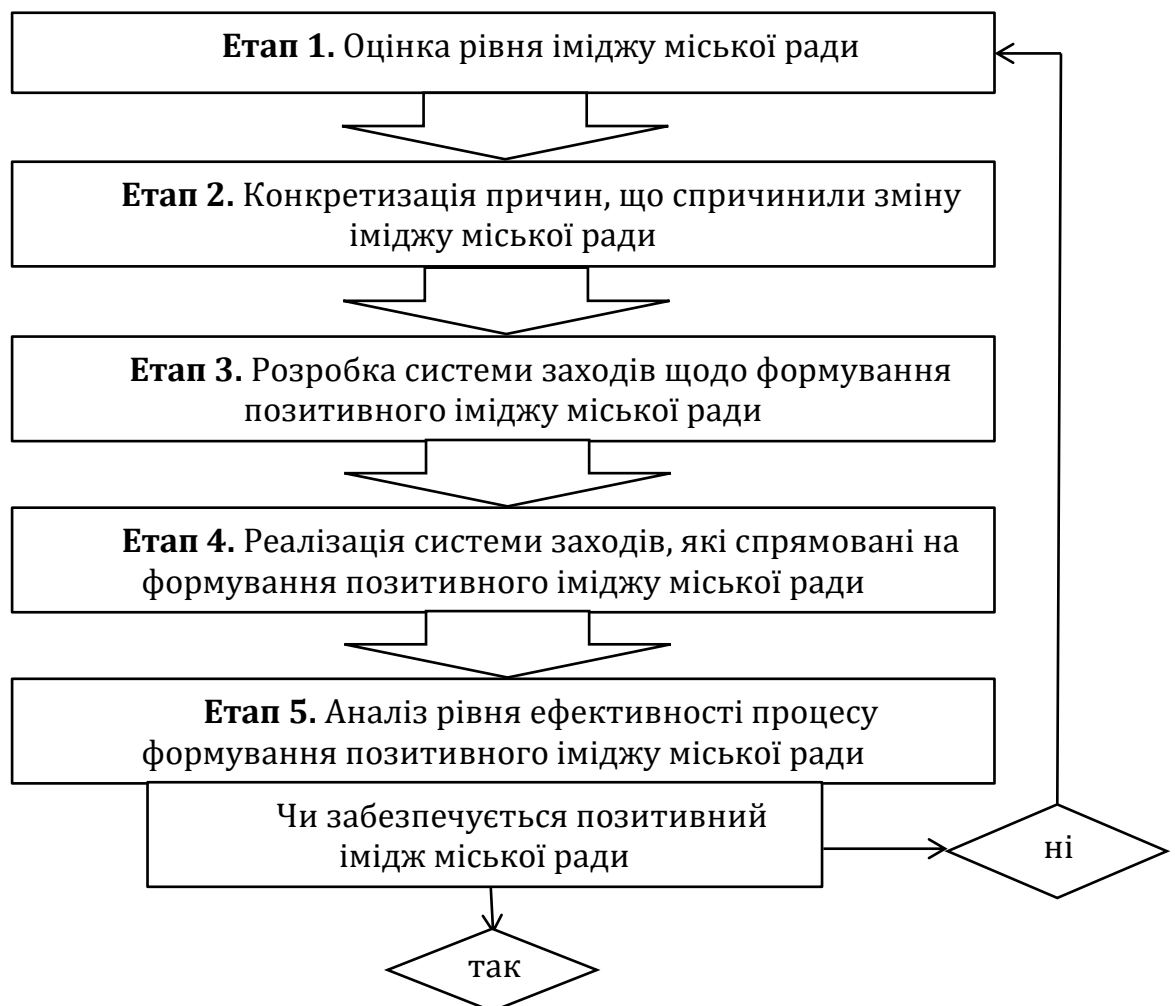 Етап 1. Оцінка рівня іміджу міської ради
Етап 2. Конкретизація причин, що спричинили зміну
іміджу міської ради
Етап 3. Розробка системи заходів щодо формування
позитивного іміджу міської ради
Етап 4. Реалізація системи заходів, які спрямовані на
формування позитивного іміджу міської ради
Етап 5. Аналіз рівня ефективності процесу
формування позитивного іміджу міської ради
Чи забезпечується позитивний
імідж міської ради
ні
так